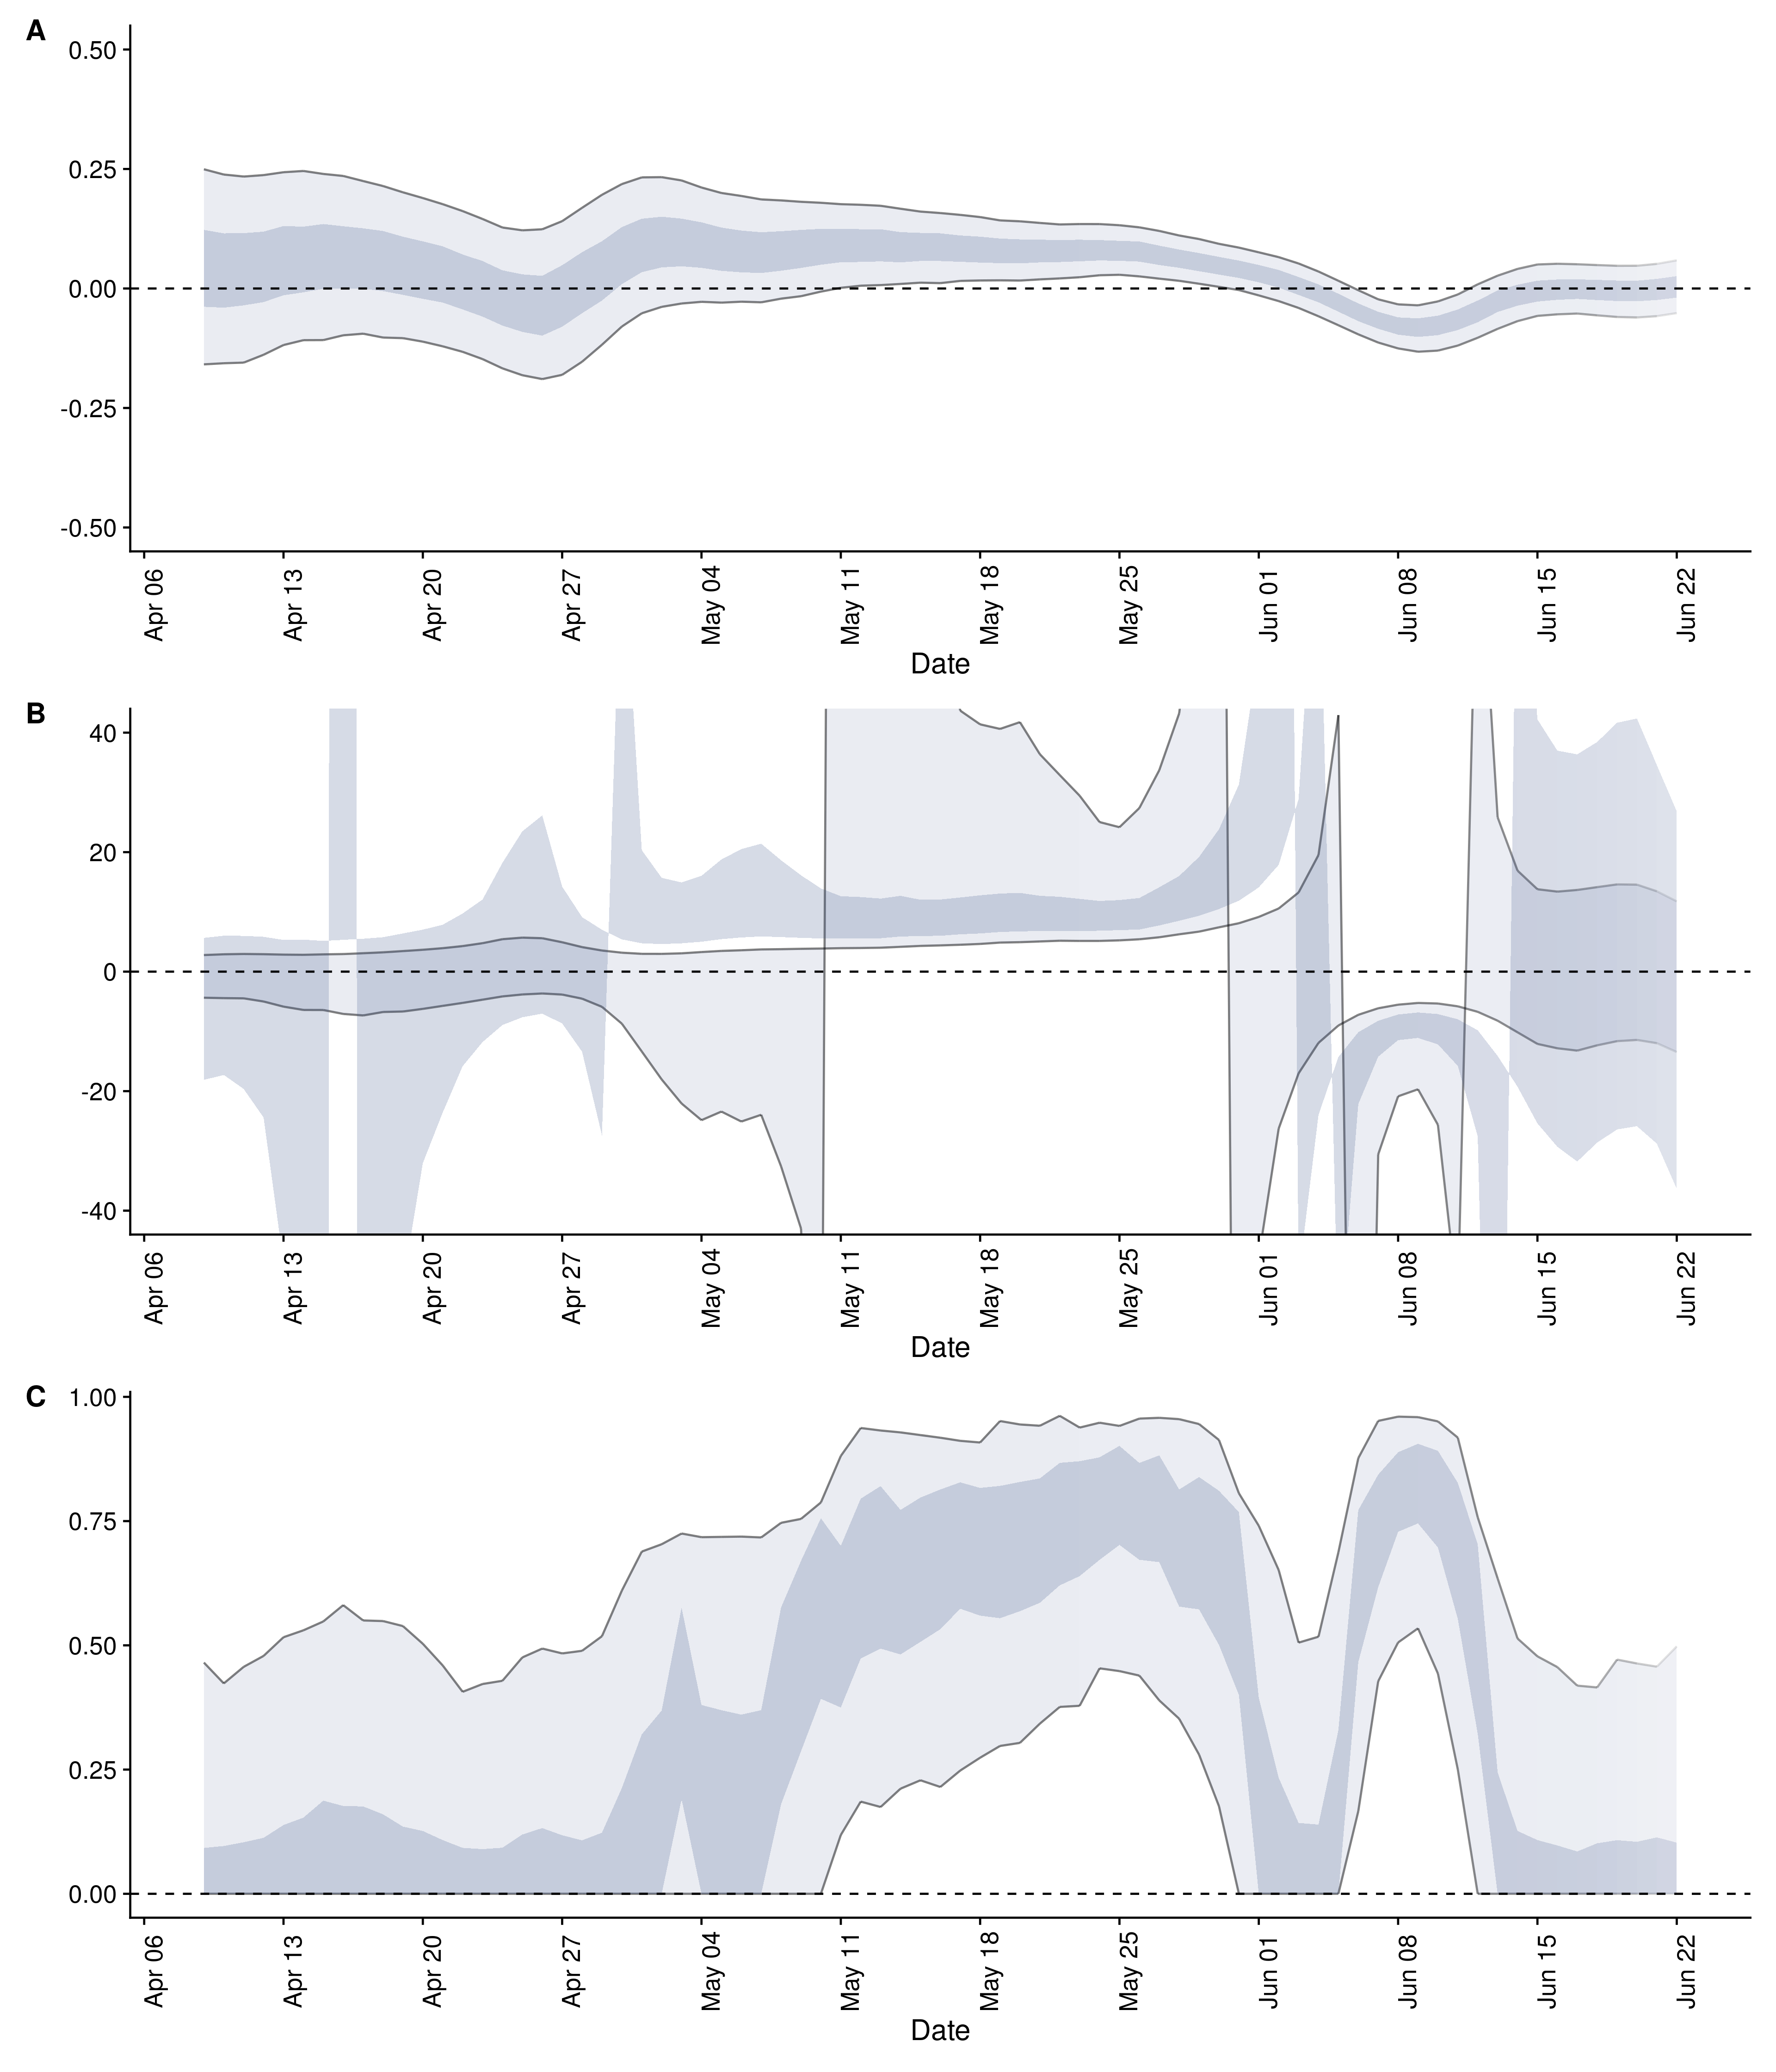 A
0.50
0.25
0.00
-0.25
-0.50
Apr 06
Apr 13
Apr 20
Apr 27
May 04
May 11
May 18
May 25
Jun 01
Jun 08
Jun 15
Jun 22
Date
B
40
20
0
-20
-40
Apr 06
Apr 13
Apr 20
Apr 27
May 04
May 11
May 18
May 25
Jun 01
Jun 08
Jun 15
Jun 22
Date
C
1.00
0.75
0.50
0.25
0.00
Apr 06
Apr 13
Apr 20
Apr 27
May 04
May 11
May 18
May 25
Jun 01
Jun 08
Jun 15
Jun 22
Date